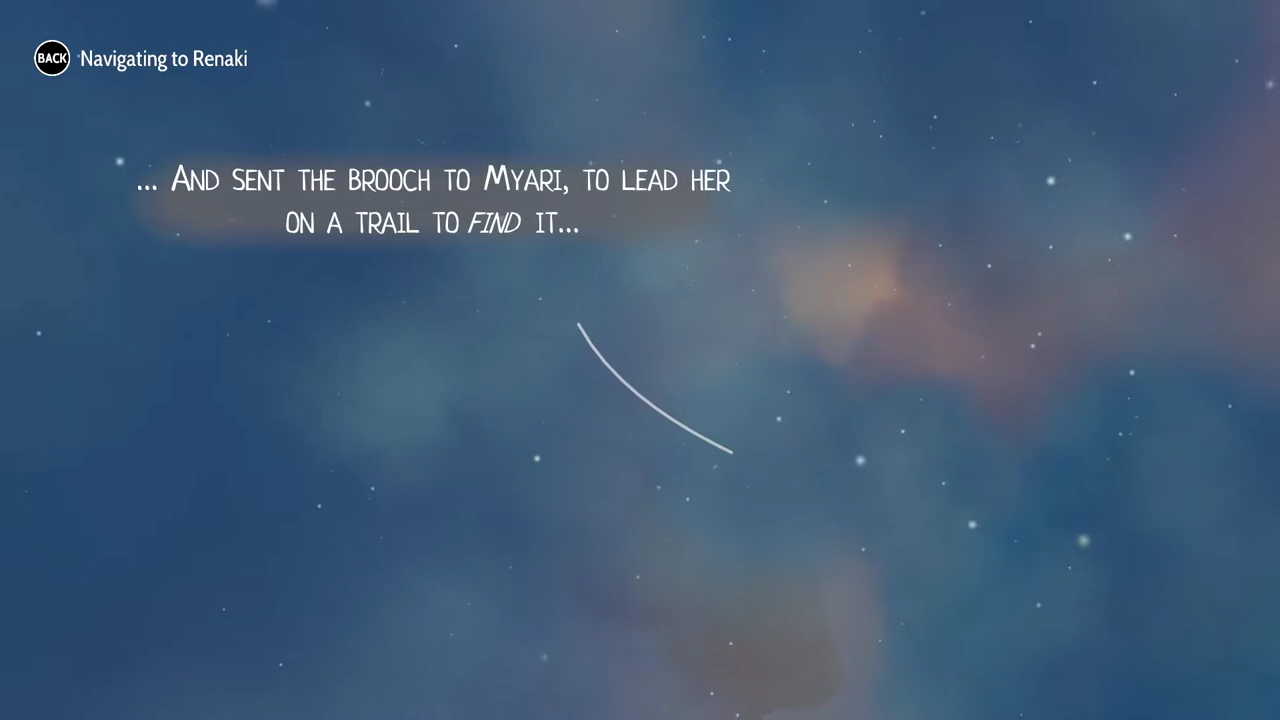 BACK Navigating to Renaki
... And sent the brooch to Myari, to lead her
on a trail to find it...